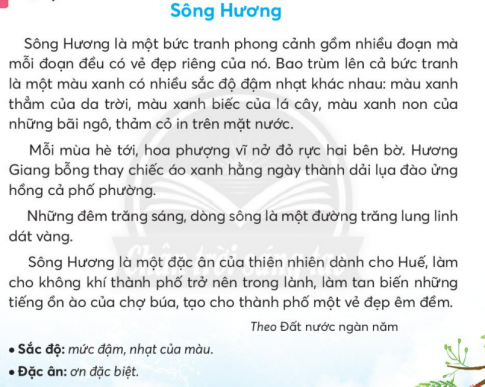 Sông Hương
Sông Hương là một bức tranh phong cảnh gồm nhiều đoạn mà
mỗi đoạn đều có vẻ đẹp riêng của nó. Bao trùm lên cả bức tranh
là một màu xanh có nhiều sắc độ đậm nhạt khác nhau: màu xanh
thẳm của da trời, màu xanh biếc của lá cây, màu xanh non của
những bãi ngô, thảm cỏ in trên mặt nước.
Mỗi mùa hè tới, hoa phượng vĩ nở đỏ rực hai bên bờ. Hương
Giang bỗng thay chiếc áo xanh hằng ngày thành dải lụa đào ửng
hồng cả phố phường.
Những đêm trăng sáng, dòng sông là một đường trăng lung linh
dát vàng.
Sông Hương là một đặc ân của thiên nhiên dành cho Huế, làm
cho không khí thành phố trở nên trong lành, làm tan biến những
tiếng ồn ào của chợ búa, tạo cho thành phố một vẻ đẹp êm đềm.
Theo Đất nước ngàn năm
• Sắc độ: mức đậm, nhạt của màu.
• Đặc ân: ơn đặc biệt.
Chân trời sáng tạo